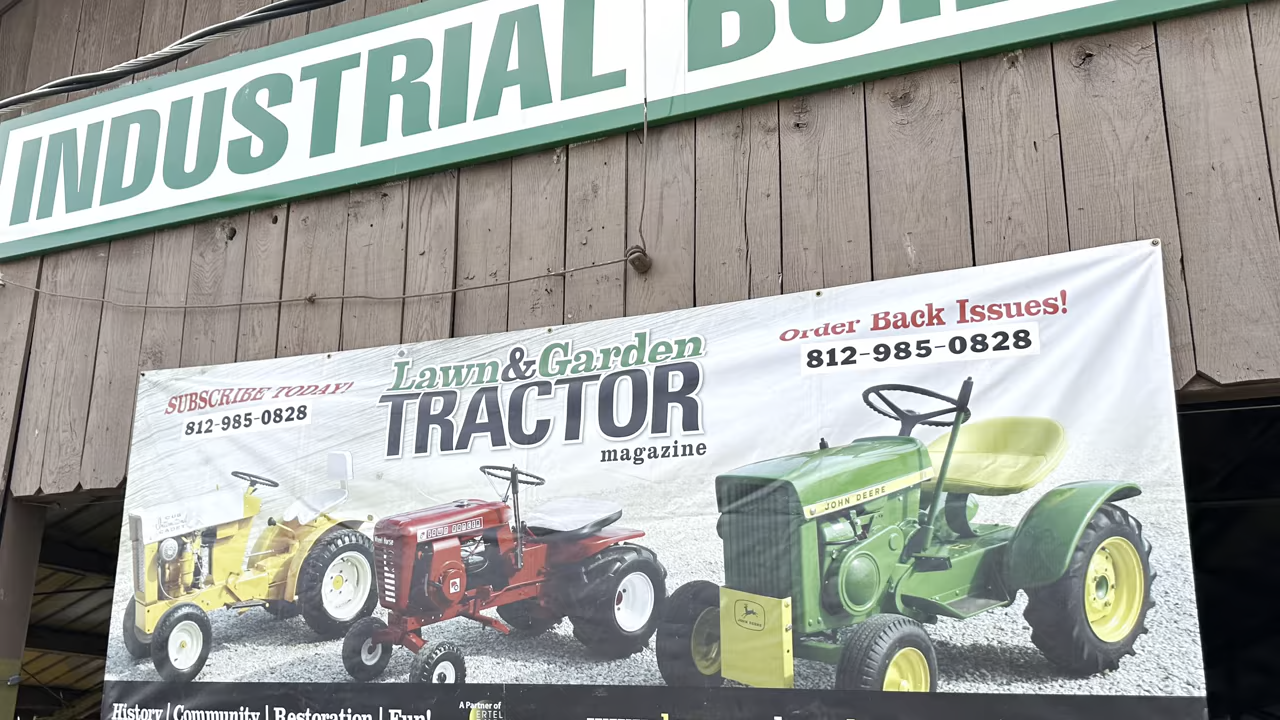 INDUSTRIAL
SUBSCRIBE TODAY!
812-985-0828
Lawn & Garden
TRACTOR
magazine
Order Back Issues!
812-985-0828
JOHN DEERE
JOHN DEERE
History | Community | Restoration | Fun!
A Partner of